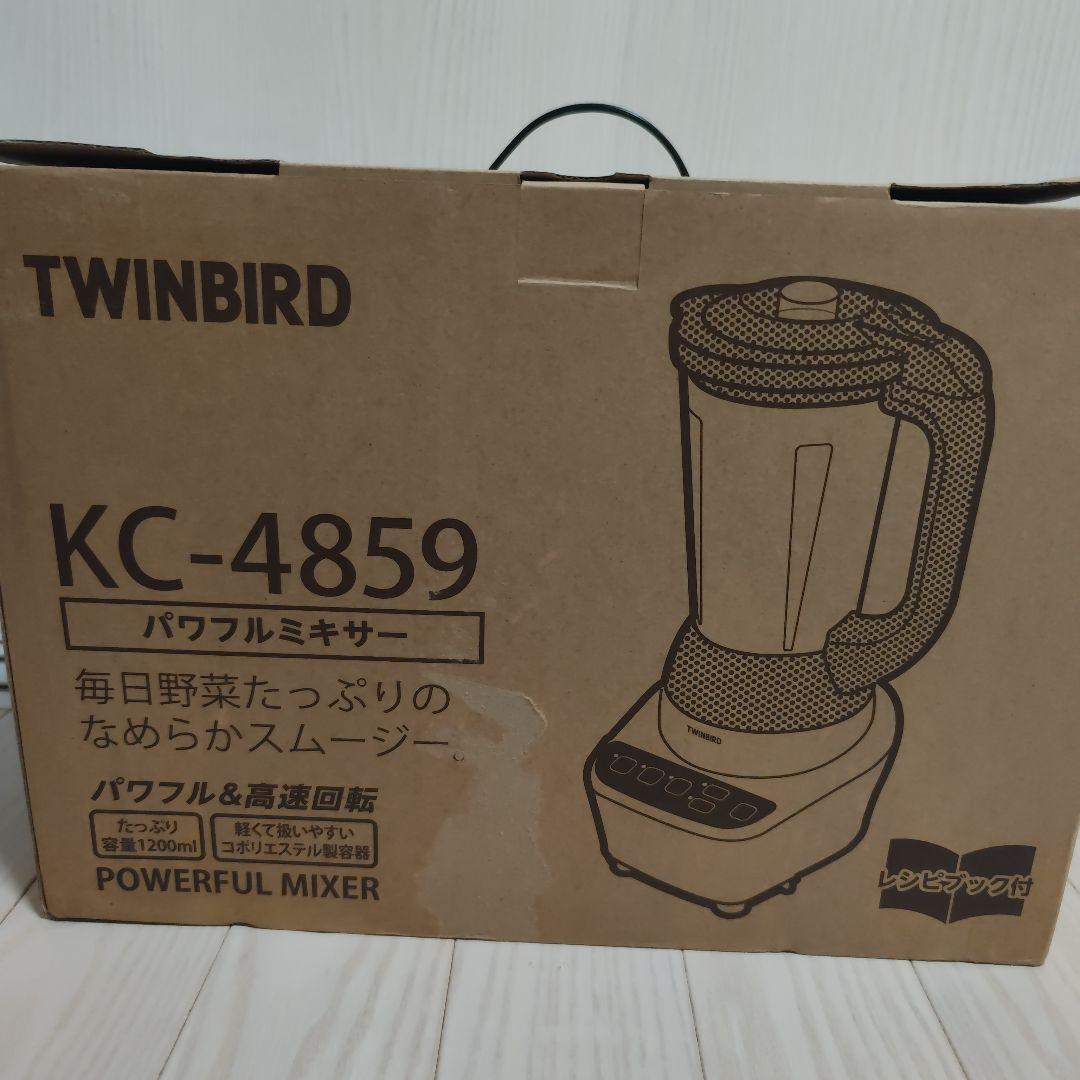 TWINBIRD
KC-4859
パワフルミキサー
毎日野菜たっぷりの
なめらかスムージー。
パワフル&高速回転
たっぷり
容量1200ml
軽くて扱いやすい
コポリエステル製容器
POWERFUL MIXER
TWINBIRD
レシピブック付